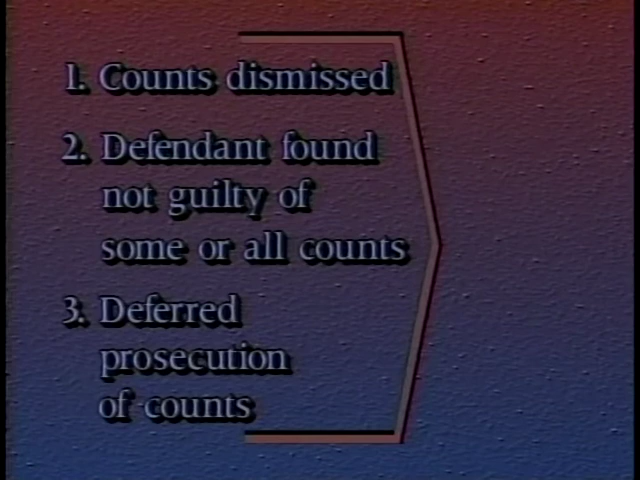 1. Counts dismissed
2. Defendant found
not guilty of
some or all counts
3. Deferred
prosecution
of counts